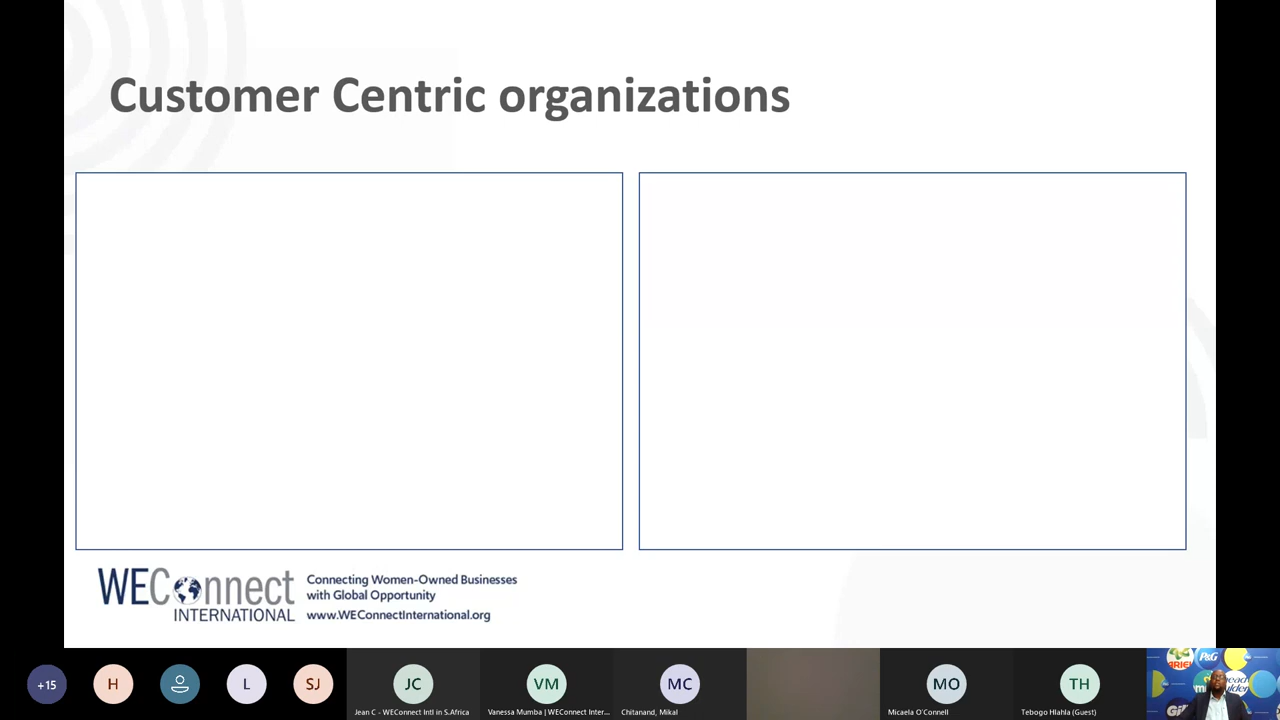 Customer Centric organizations
WEConnect
INTERNATIONAL
Connecting Women-Owned Businesses
with Global Opportunity
www.WEConnectInternational.org
+15
H
L
SJ
JC
VM
MC
MO
TH
Jean C - WEConnect Intl in S.Africa
Vanessa Mumba | WEConnect Inter...
Chitanand, Mikal
Micaela O'Connell
Tebogo Hlahla (Guest)
ARIEL
P&G